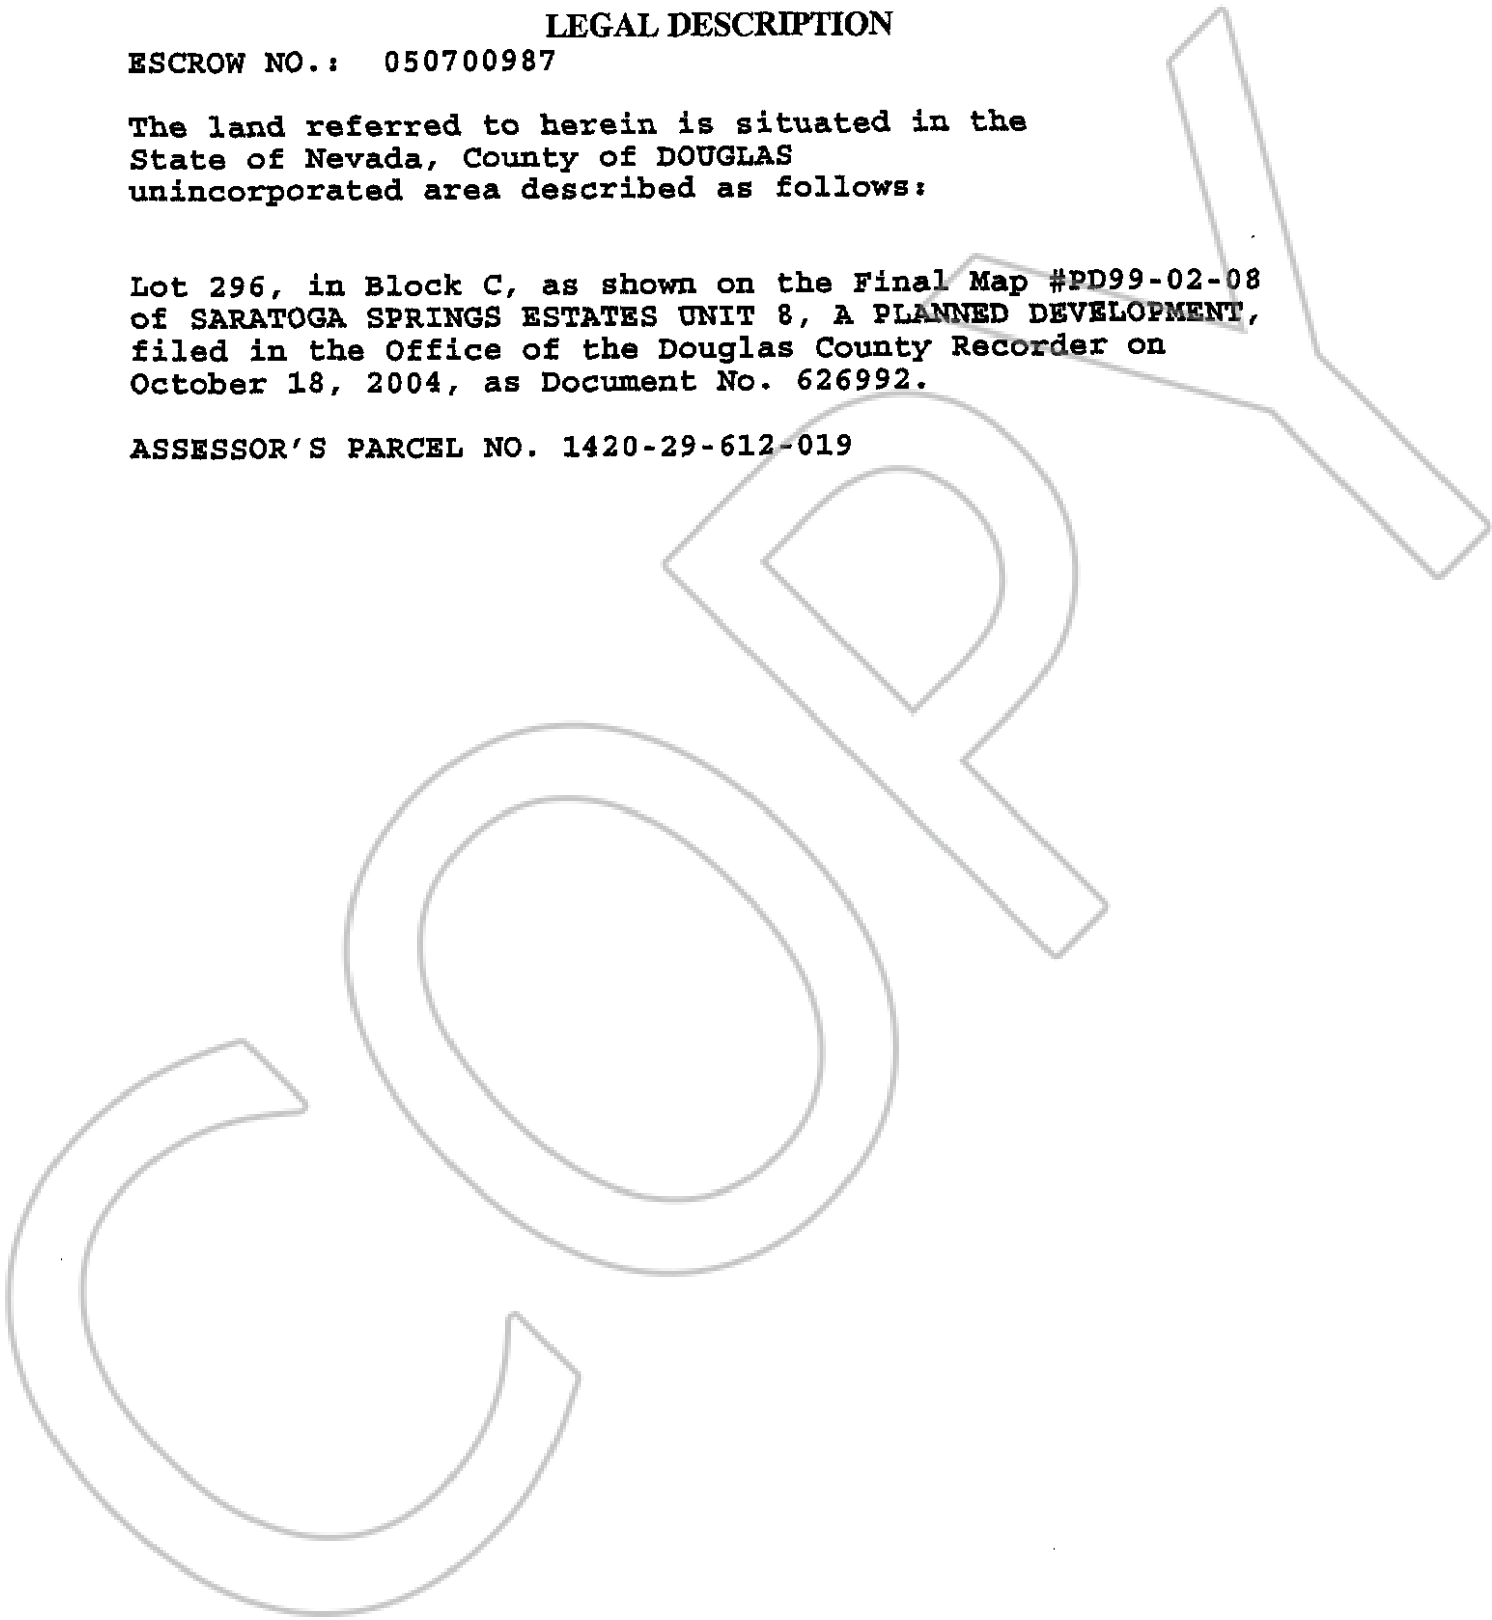 LEGAL DESCRIPTION
ESCROW NO.: 050700987
The land referred to herein is situated in the
State of Nevada, County of DOUGLAS
unincorporated area described as follows:
Lot 296, in Block C, as shown on the Final Map #PD99-02-08
of SARATOGA SPRINGS ESTATES UNIT 8, A PLANNED DEVELOPMENT,
filed in the Office of the Douglas County Recorder on
October 18, 2004, as Document No. 626992.
ASSESSOR'S PARCEL NO. 1420-29-612-019
COPY